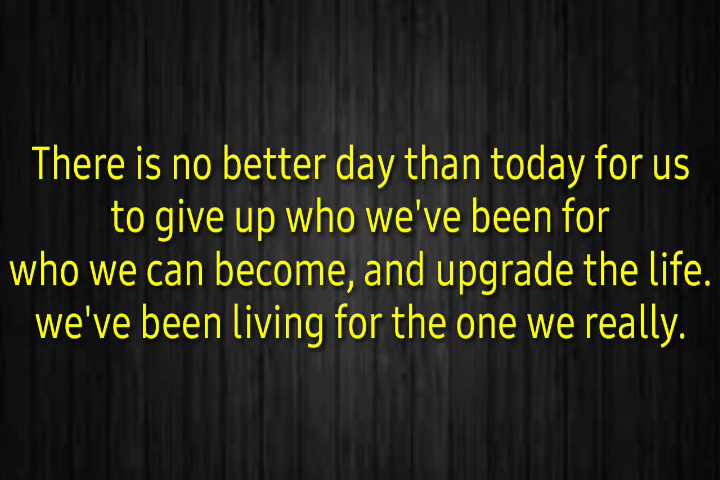 There is no better day than today for us
to give up who we've been for
who we can become, and upgrade the life.
we've been living for the one we really.